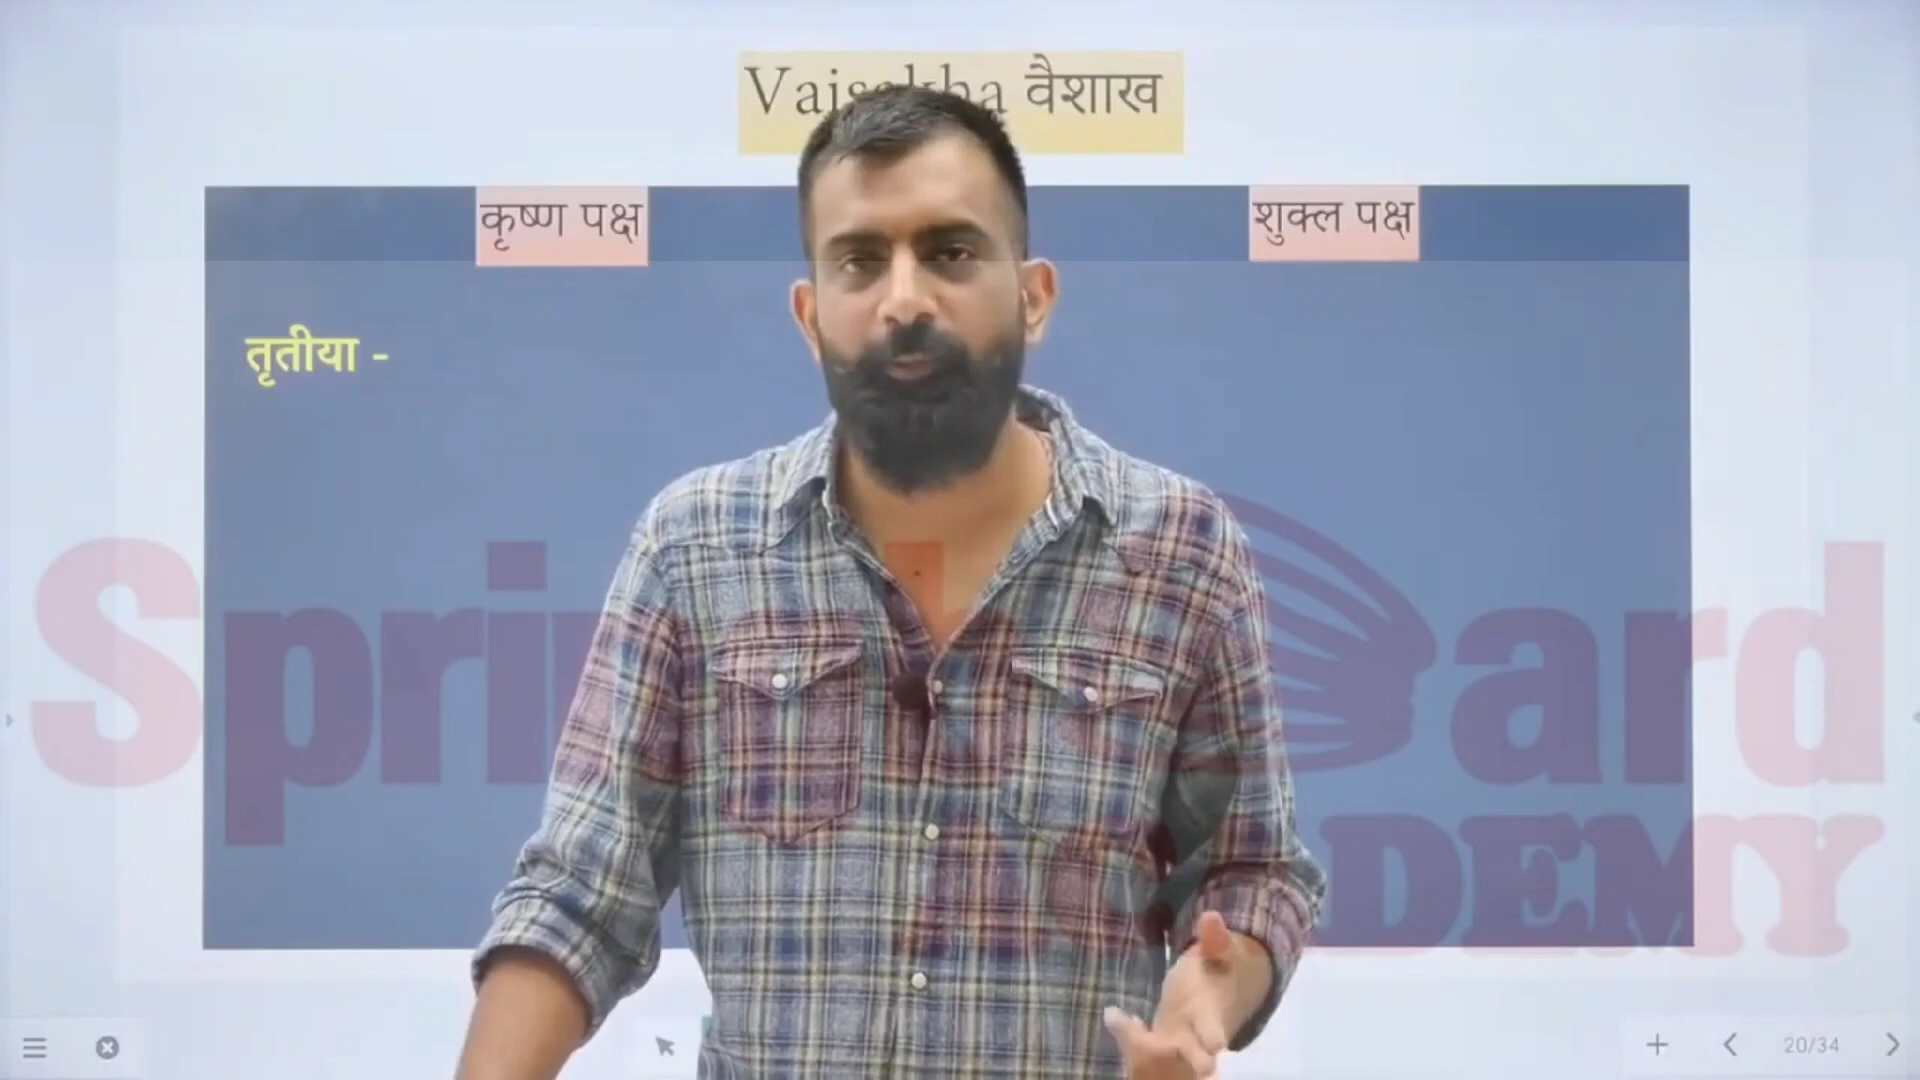 वैशाख
कृष्ण पक्ष
शुक्ल पक्ष
तृतीया -
20/34